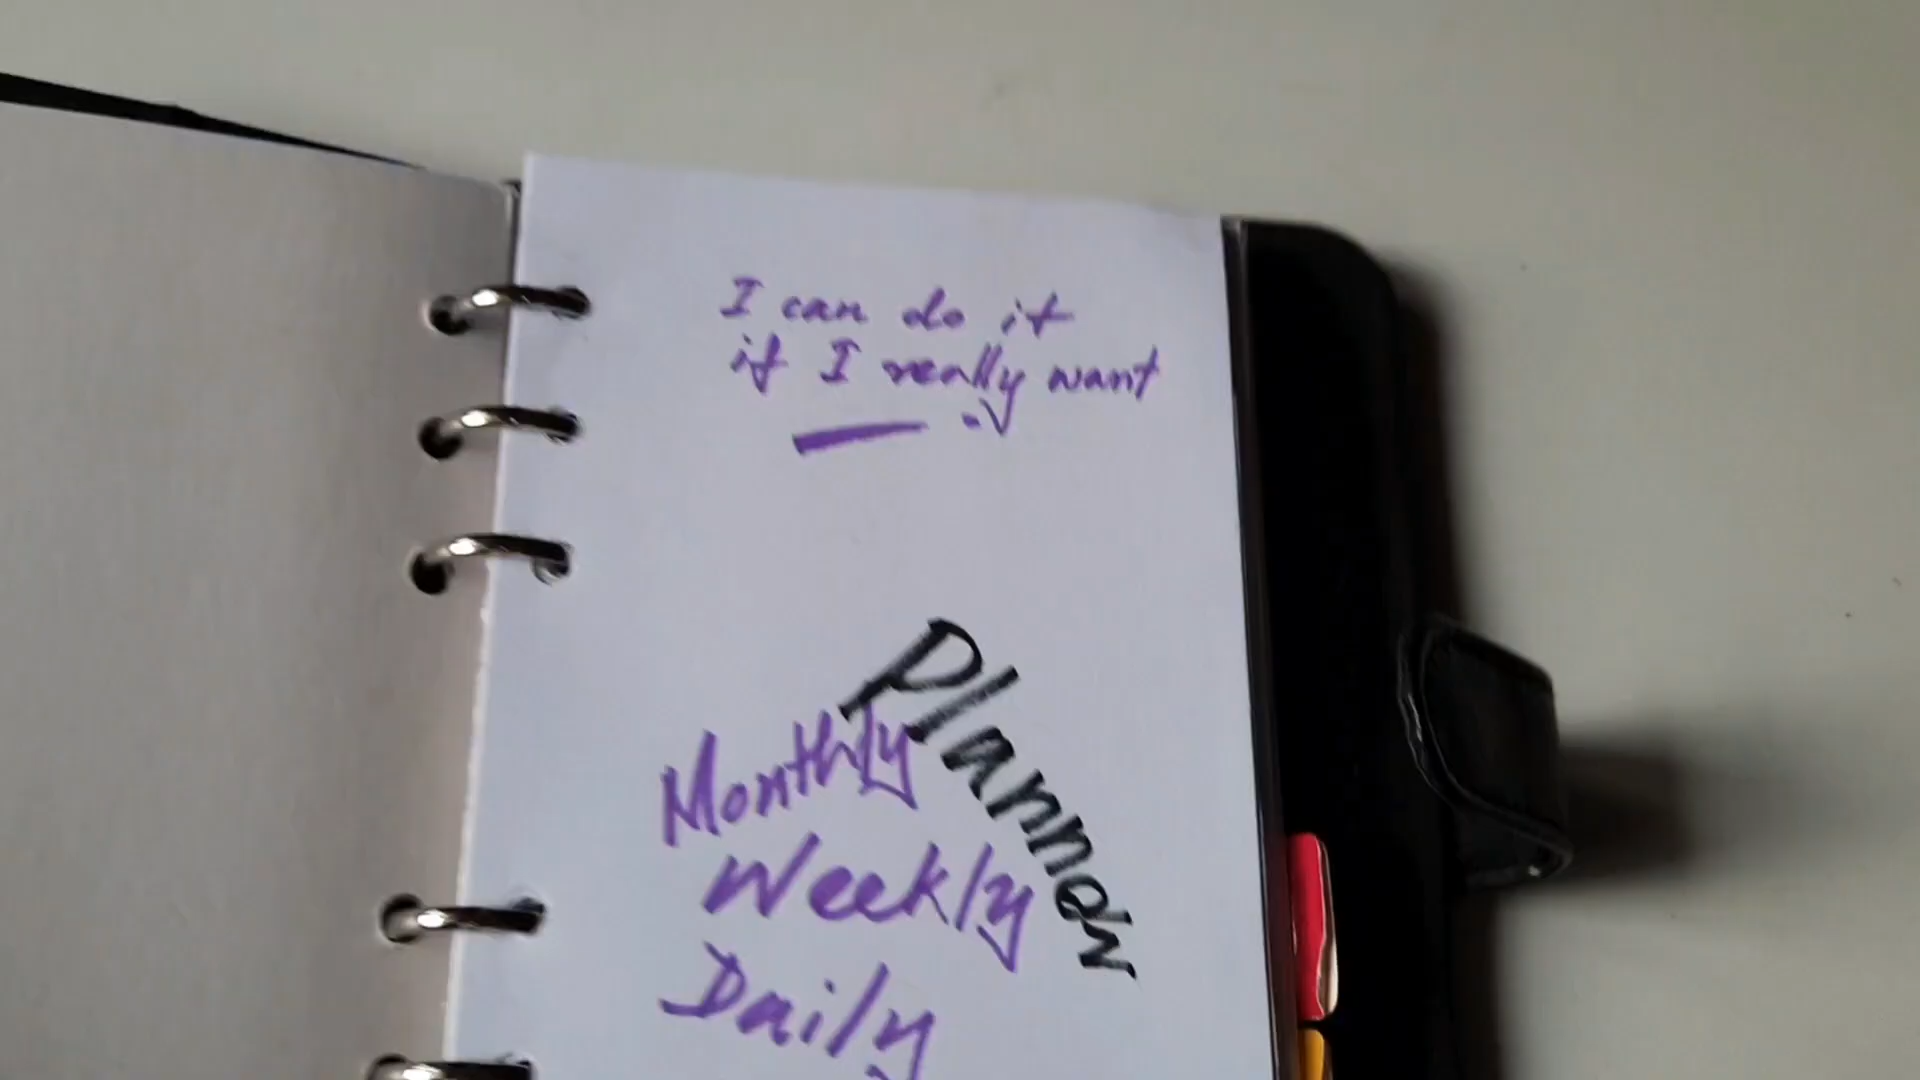 I can do it
if I really want
Planner
Monthly
Weekly
Daily